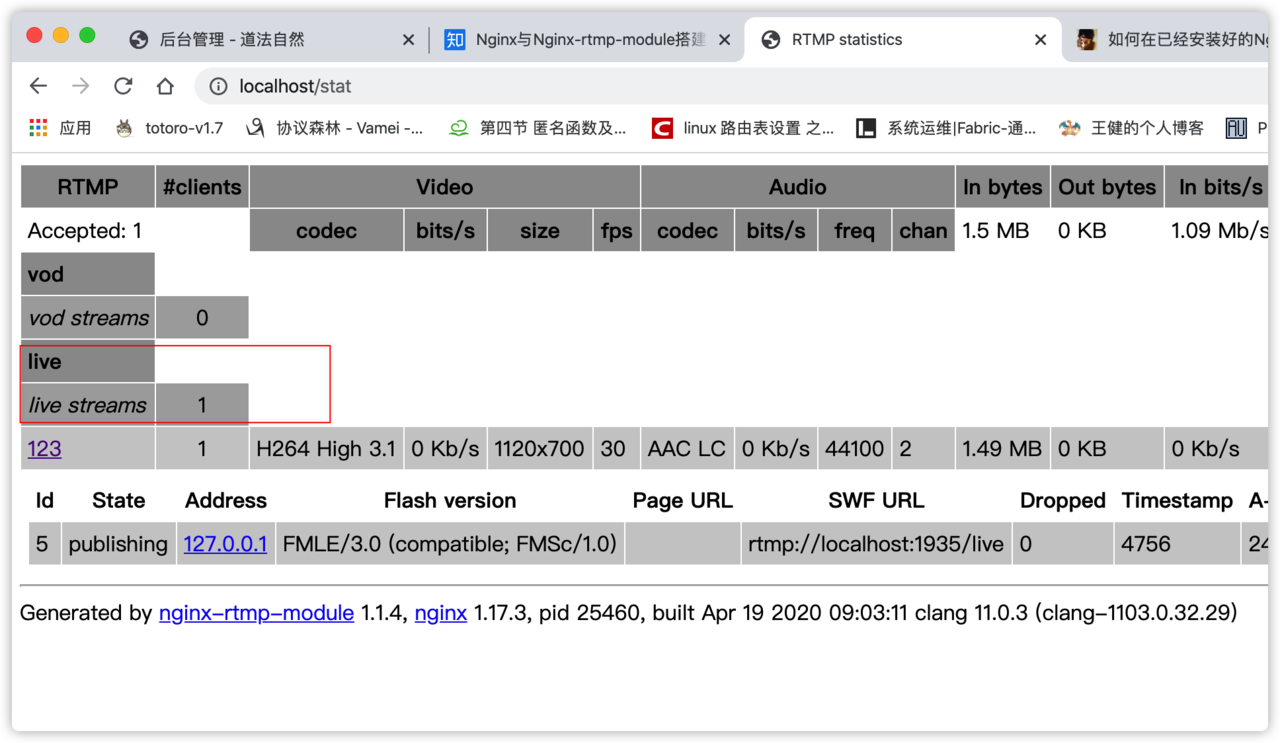 后台管理 - 道法自然
Nginx与Nginx-rtmp-module搭建
RTMP statistics
如何在已经安装好的Ng
localhost/stat
应用
totoro-v1.7
协议森林 - Vamei -...
第四节 匿名函数及...
linux 路由表设置 之...
系统运维|Fabric-通...
王健的个人博客
P
RTMP #clients Video Audio In bytes Out bytes In bits/s
Accepted: 1 codec bits/s size fps codec bits/s freq chan 1.5 MB 0 KB 1.09 Mb/s
vod
vod streams 0
live
live streams 1
123 1 H264 High 3.1 0 Kb/s 1120x700 30 AAC LC 0 Kb/s 44100 2 1.49 MB 0 KB 0 Kb/s
Id State Address Flash version Page URL SWF URL Dropped Timestamp A-
5 publishing 127.0.0.1 FMLE/3.0 (compatible; FMSc/1.0) rtmp://localhost:1935/live 0 4756 24
Generated by nginx-rtmp-module 1.1.4, nginx 1.17.3, pid 25460, built Apr 19 2020 09:03:11 clang 11.0.3 (clang-1103.0.32.29)